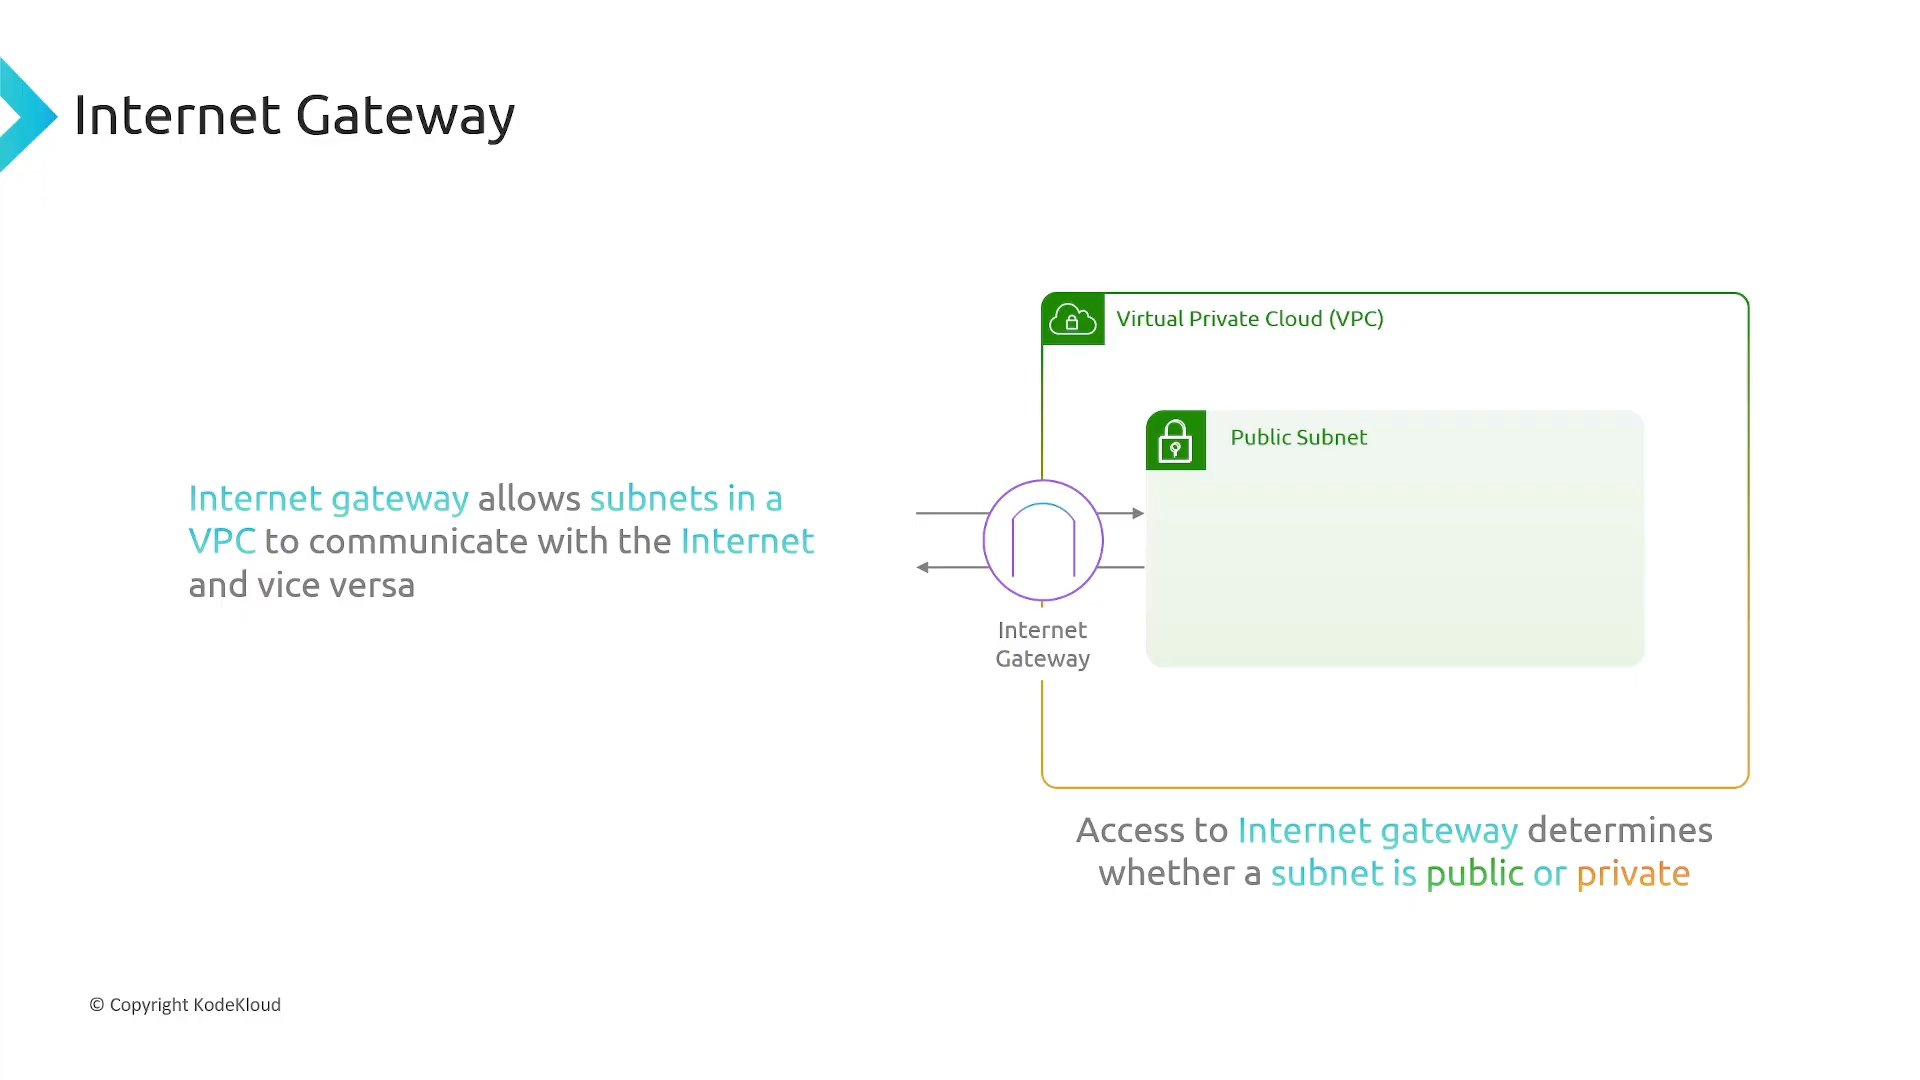 Internet Gateway
Internet gateway allows subnets in a
VPC to communicate with the Internet
and vice versa
Virtual Private Cloud (VPC)
Public Subnet
Internet
Gateway
Access to Internet gateway determines
whether a subnet is public or private
© Copyright KodeKloud